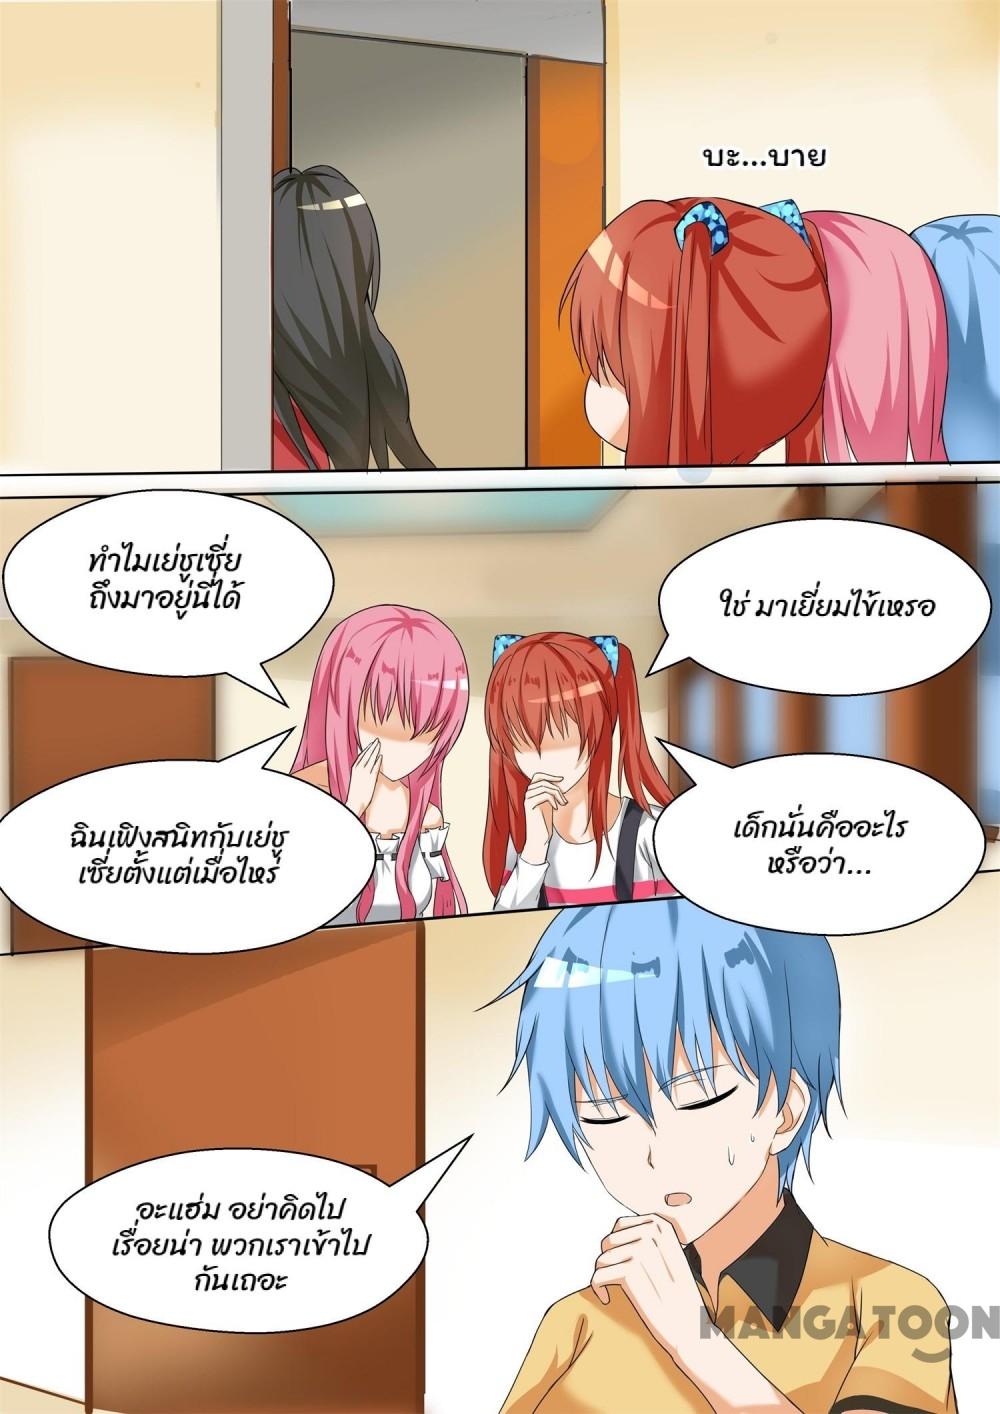 บะ...บาย
ทำไมเย่ชูเซี่ย
ถึงมาอยู่นี่ได้
ใช่ มาเยี่ยมไข้เหรอ
ฉินเฟิงสนิทกับเย่ชู
เซี่ยตั้งแต่เมื่อไหร่
เด็กนั่นคืออะไร
หรือว่า...
อะแฮ่ม อย่าคิดไป
เรื่อยน่า พวกเราเข้าไป
กันเถอะ
MANGATOON